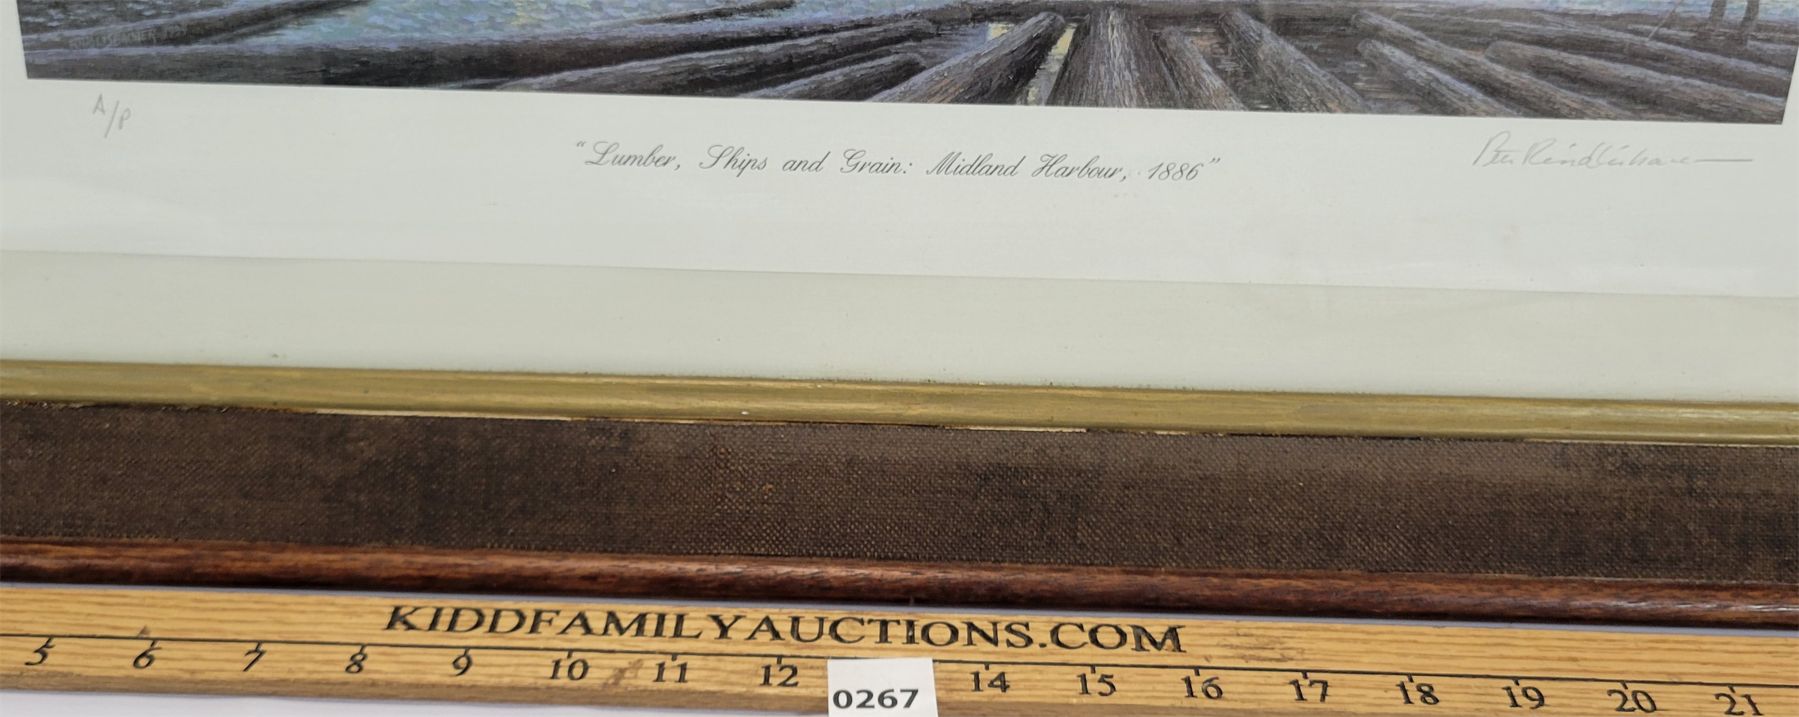 A/P
"Lumber, Ships and Grain: Midland Harbour, 1886"
KIDDFAMILYAUCTIONS.COM
5 6 7 8 9 10 11 12 14 15 16 17 18 19 20 21
0267